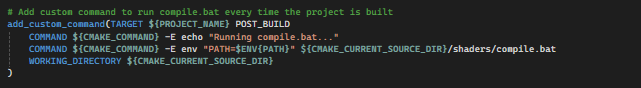 # Add custom command to run compile.bat every time the project is built
add_custom_command(TARGET ${PROJECT_NAME} POST_BUILD
    COMMAND ${CMAKE_COMMAND} -E echo "Running compile.bat..."
    COMMAND ${CMAKE_COMMAND} -E env "PATH=$ENV{PATH}" ${CMAKE_CURRENT_SOURCE_DIR}/shaders/compile.bat
    WORKING_DIRECTORY ${CMAKE_CURRENT_SOURCE_DIR}
)